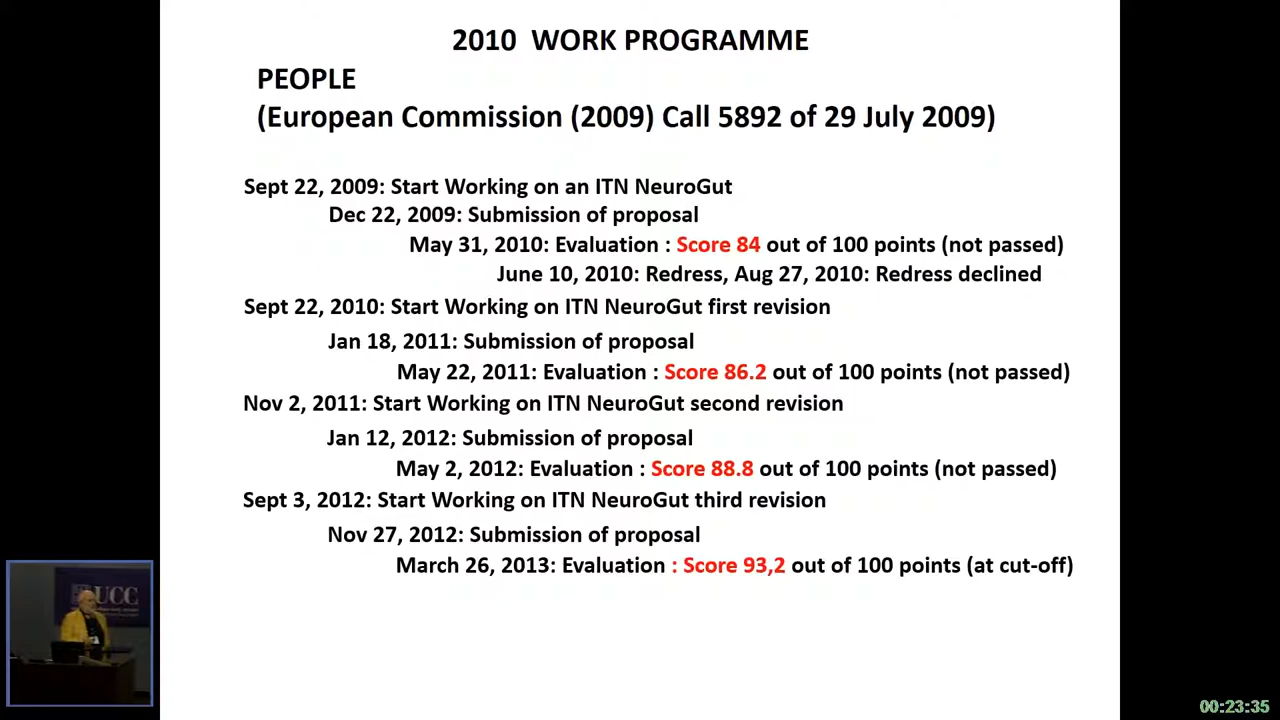 2010 WORK PROGRAMME
PEOPLE
(European Commission (2009) Call 5892 of 29 July 2009)
Sept 22, 2009: Start Working on an ITN NeuroGut
Dec 22, 2009: Submission of proposal
May 31, 2010: Evaluation : Score 84 out of 100 points (not passed)
June 10, 2010: Redress, Aug 27, 2010: Redress declined
Sept 22, 2010: Start Working on ITN NeuroGut first revision
Jan 18, 2011: Submission of proposal
May 22, 2011: Evaluation : Score 86.2 out of 100 points (not passed)
Nov 2, 2011: Start Working on ITN NeuroGut second revision
Jan 12, 2012: Submission of proposal
May 2, 2012: Evaluation : Score 88.8 out of 100 points (not passed)
Sept 3, 2012: Start Working on ITN NeuroGut third revision
Nov 27, 2012: Submission of proposal
March 26, 2013: Evaluation : Score 93,2 out of 100 points (at cut-off)
UCC
00:23:35